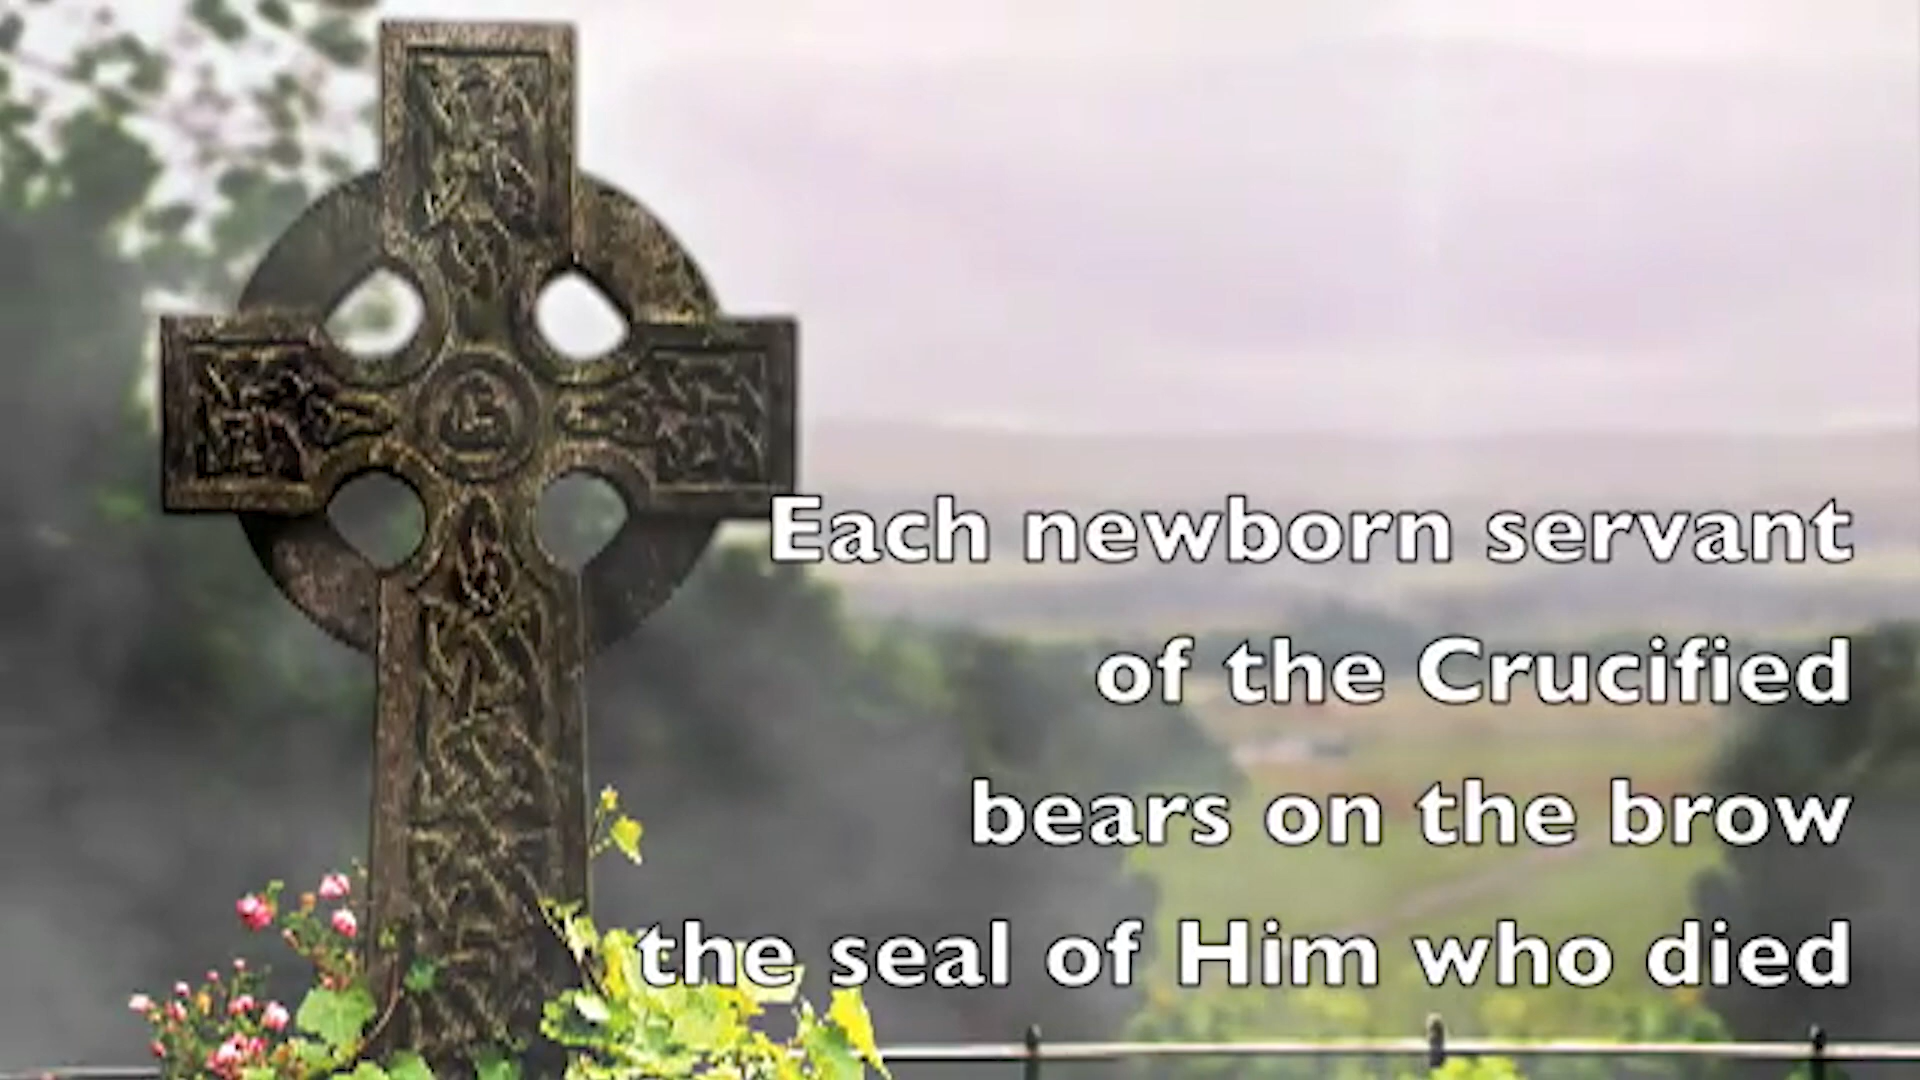 Each newborn servant
of the Crucified
bears on the brow
the seal of Him who died